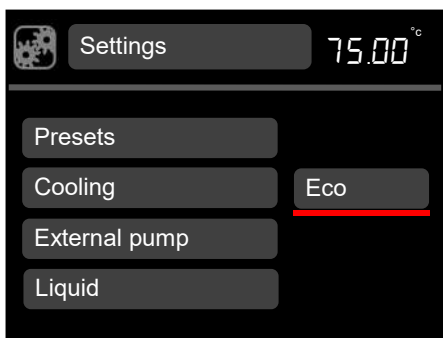 Settings 75.00 °c
Presets
Cooling Eco
External pump
Liquid